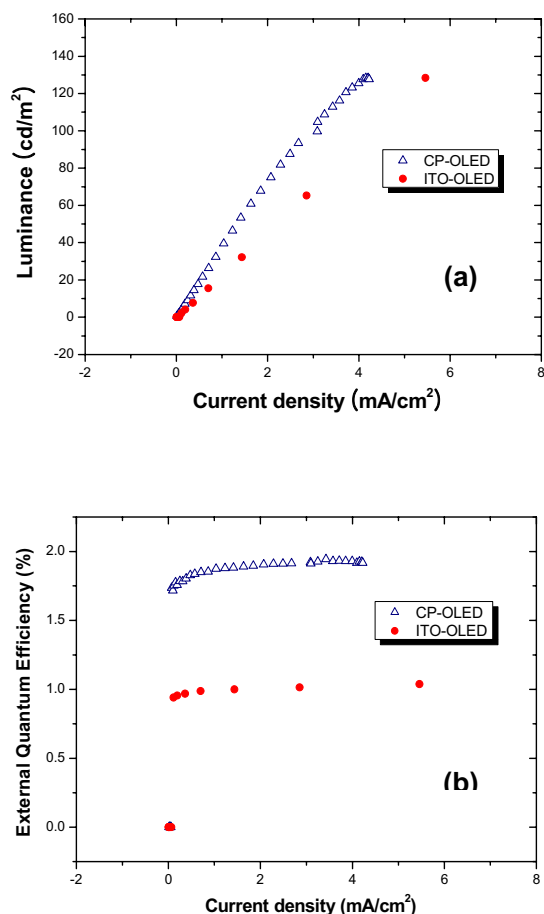 160
140
120
100
80
60
40
20
0
-20
-2 0 2 4 6 8
Luminance (cd/m²)
Current density (mA/cm²)
CP-OLED
ITO-OLED
(a)
2.0
1.5
1.0
0.5
0.0
-2 0 2 4 6 8
External Quantum Efficiency (%)
Current density (mA/cm²)
CP-OLED
ITO-OLED
(b)